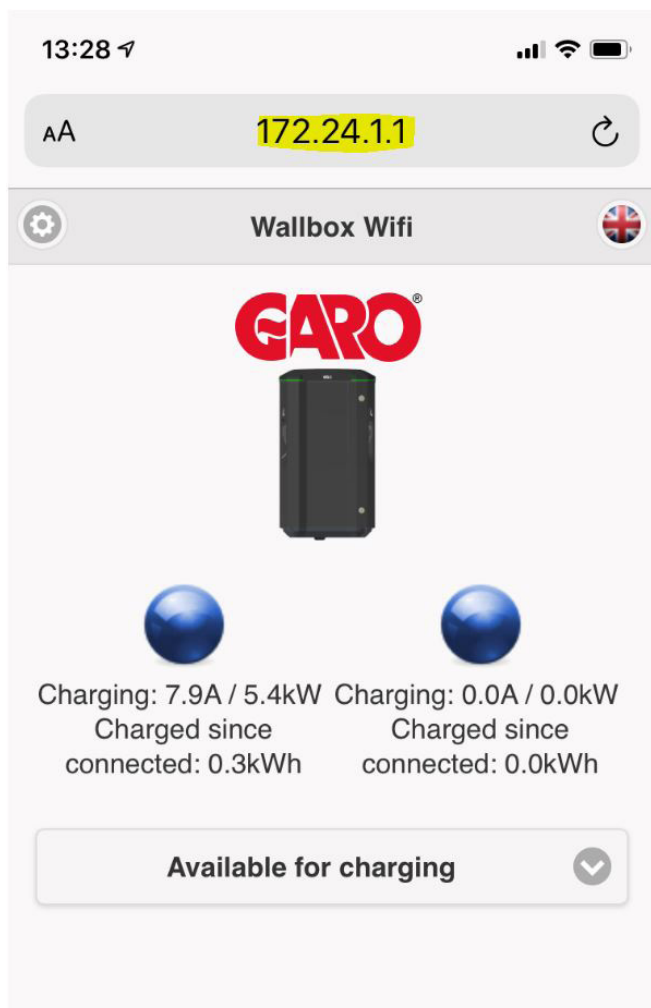 13:28
AA
172.24.1.1
Wallbox Wifi
GARO®
Charging: 7.9A / 5.4kW
Charged since
connected: 0.3kWh
Charging: 0.0A / 0.0kW
Charged since
connected: 0.0kWh
Available for charging